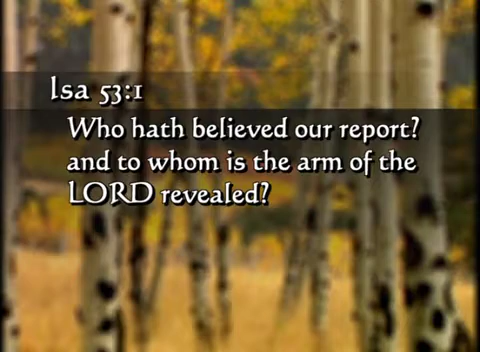 Isa 53:1
Who hath believed our report?
and to whom is the arm of the
LORD revealed?